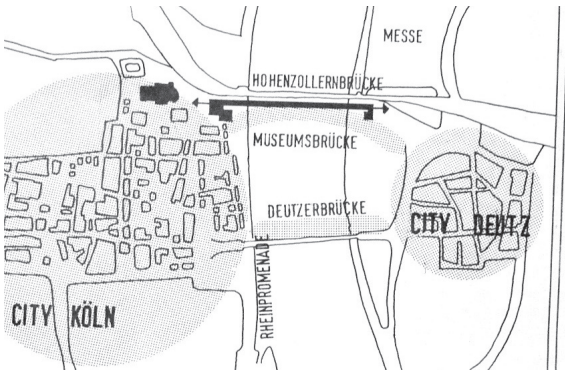 MESSE
HOHENZOLLERNBRÜCKE
MUSEUMSBRÜCKE
DEUTZERBRÜCKE
CITY DEUTZ
RHEINPROMENADE
CITY KÖLN